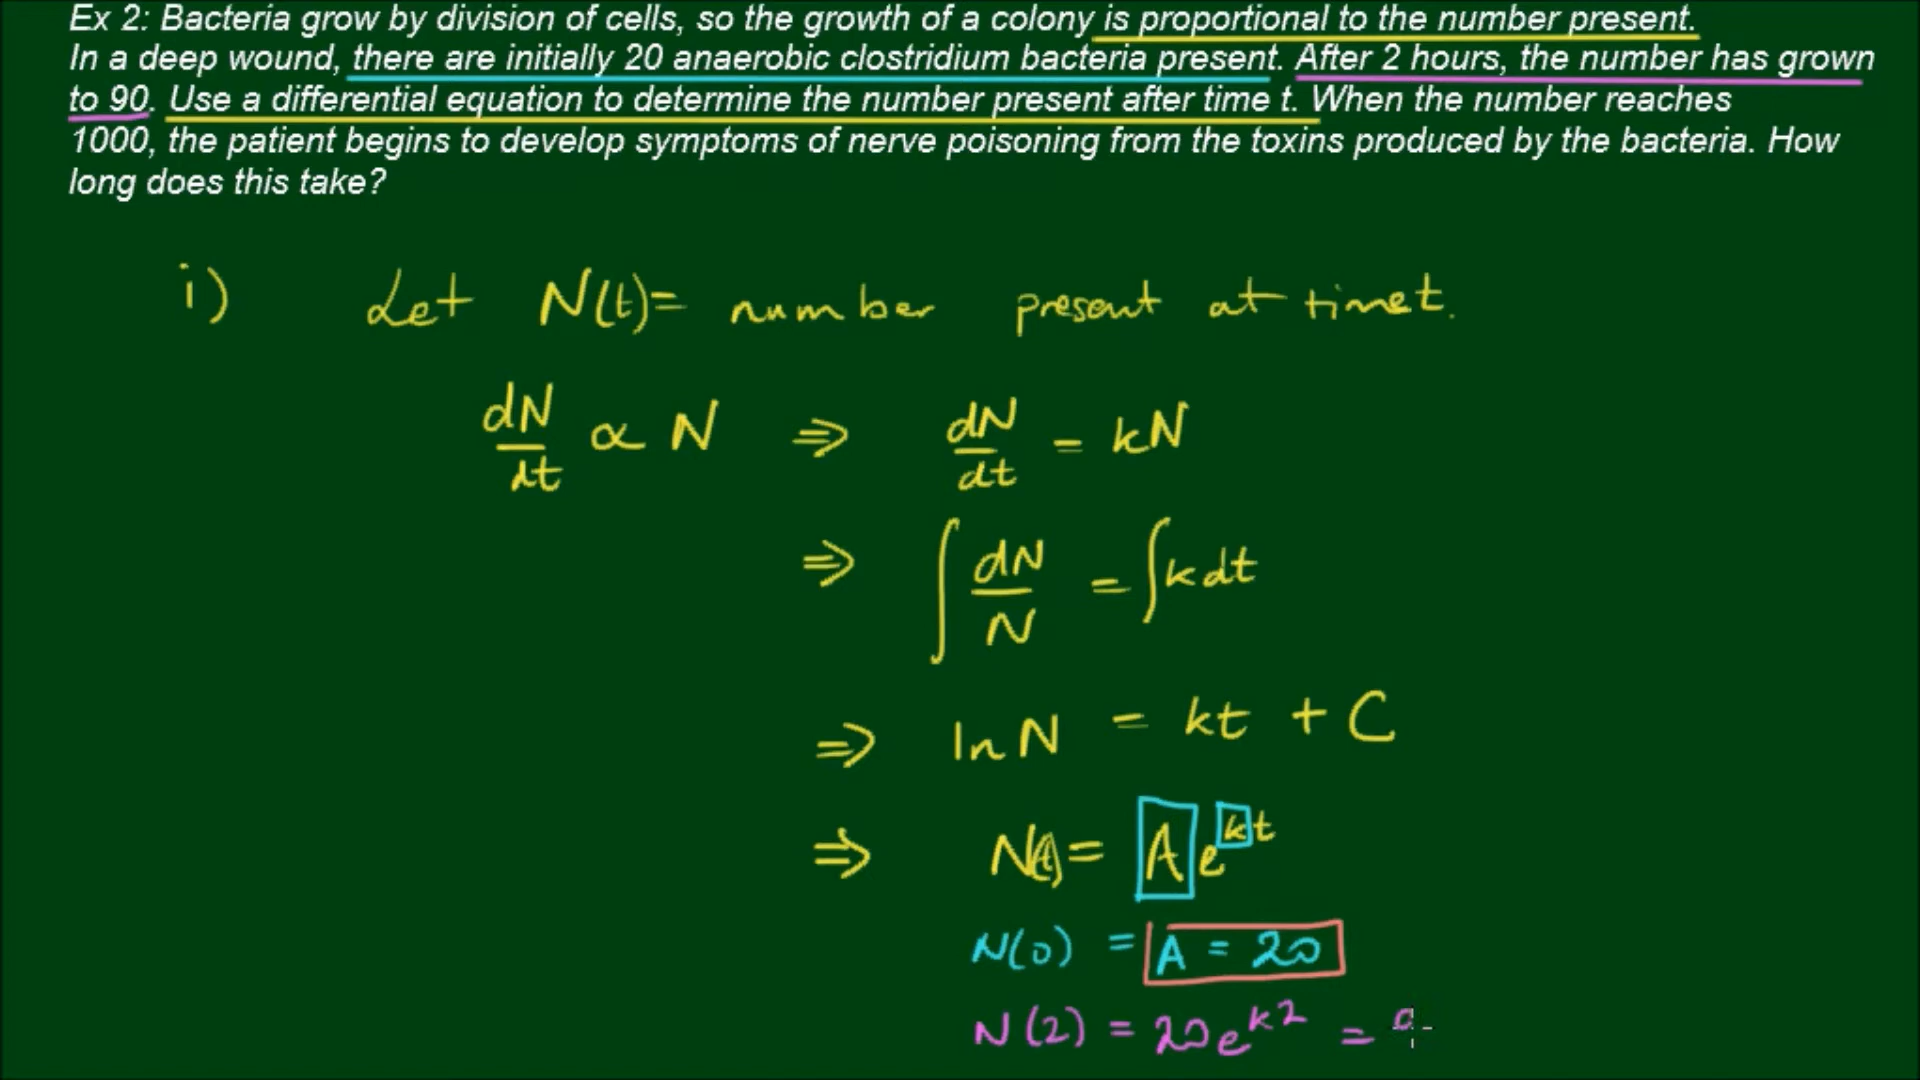 Ex 2: Bacteria grow by division of cells, so the growth of a colony is proportional to the number present.
In a deep wound, there are initially 20 anaerobic clostridium bacteria present. After 2 hours, the number has grown
to 90. Use a differential equation to determine the number present after time t. When the number reaches
1000, the patient begins to develop symptoms of nerve poisoning from the toxins produced by the bacteria. How
long does this take?
i) Let N(t) = number present at time t.
dN/dt ∝ N ⇒ dN/dt = kN
⇒ ∫ dN/N = ∫ k dt
⇒ ln N = kt + C
⇒ N(t) = A e^{kt}
N(0) = A = 20
N(2) = 20 e^{k2} =